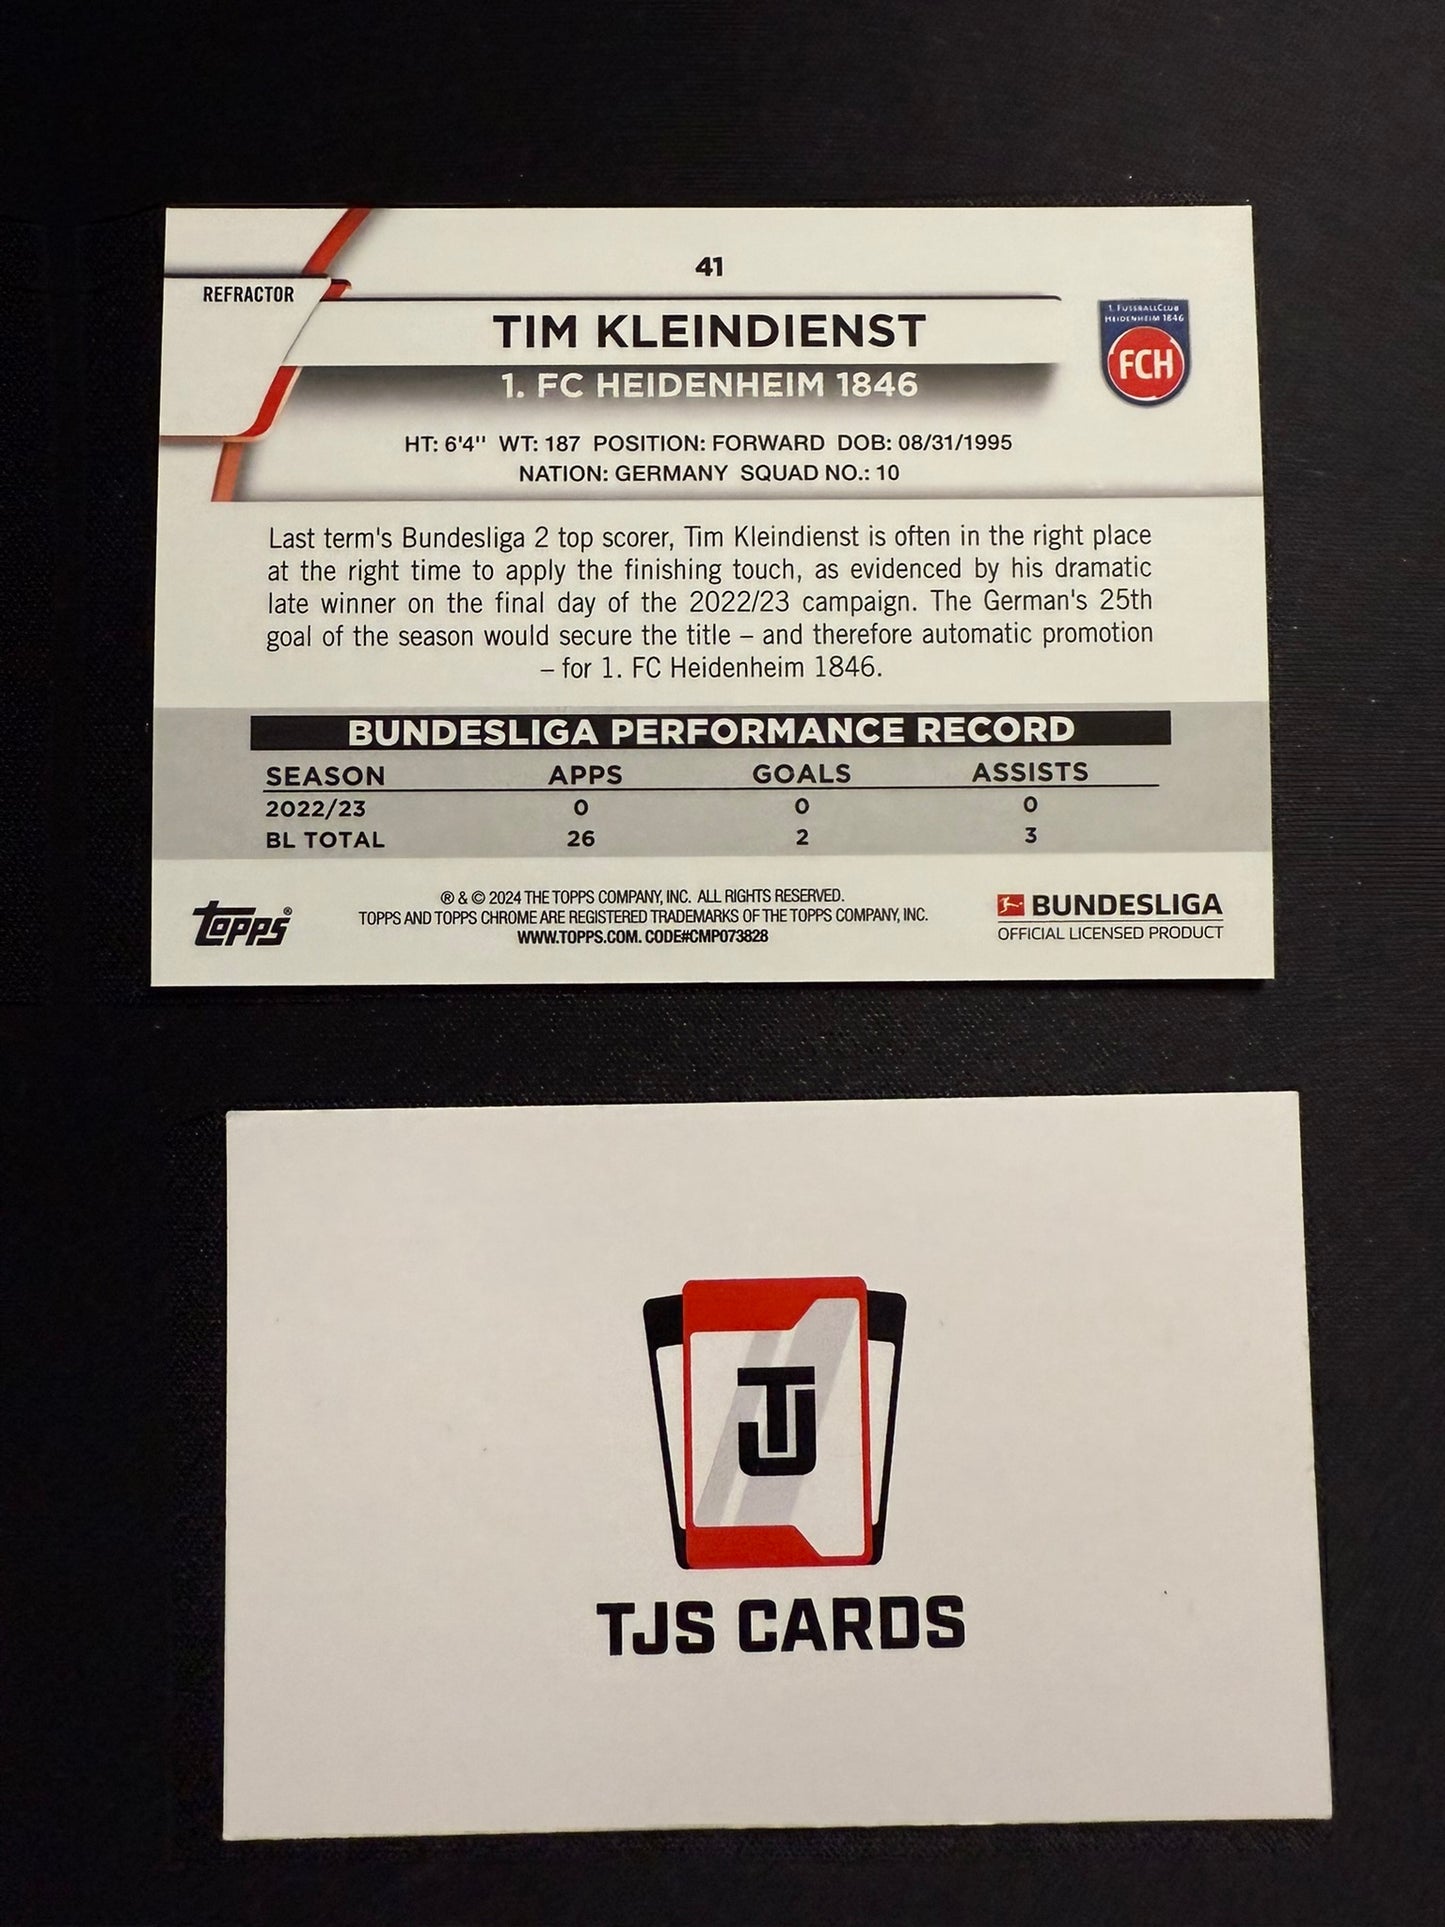 41
REFRACTOR
TIM KLEINDIENST
1. FUSSBALLCLUB
HEIDENHEIM 1846
FCH
1. FC HEIDENHEIM 1846
HT: 6'4'' WT: 187 POSITION: FORWARD DOB: 08/31/1995
NATION: GERMANY SQUAD NO.: 10
Last term's Bundesliga 2 top scorer, Tim Kleindienst is often in the right place
at the right time to apply the finishing touch, as evidenced by his dramatic
late winner on the final day of the 2022/23 campaign. The German's 25th
goal of the season would secure the title – and therefore automatic promotion
– for 1. FC Heidenheim 1846.
BUNDESLIGA PERFORMANCE RECORD
SEASON APPS GOALS ASSISTS
2022/23 0 0 0
BL TOTAL 26 2 3
® & © 2024 THE TOPPS COMPANY, INC. ALL RIGHTS RESERVED.
TOPPS AND TOPPS CHROME ARE REGISTERED TRADEMARKS OF THE TOPPS COMPANY, INC.
WWW.TOPPS.COM. CODE#CMP073828
Topps®
BUNDESLIGA
OFFICIAL LICENSED PRODUCT
TJ
TJS CARDS